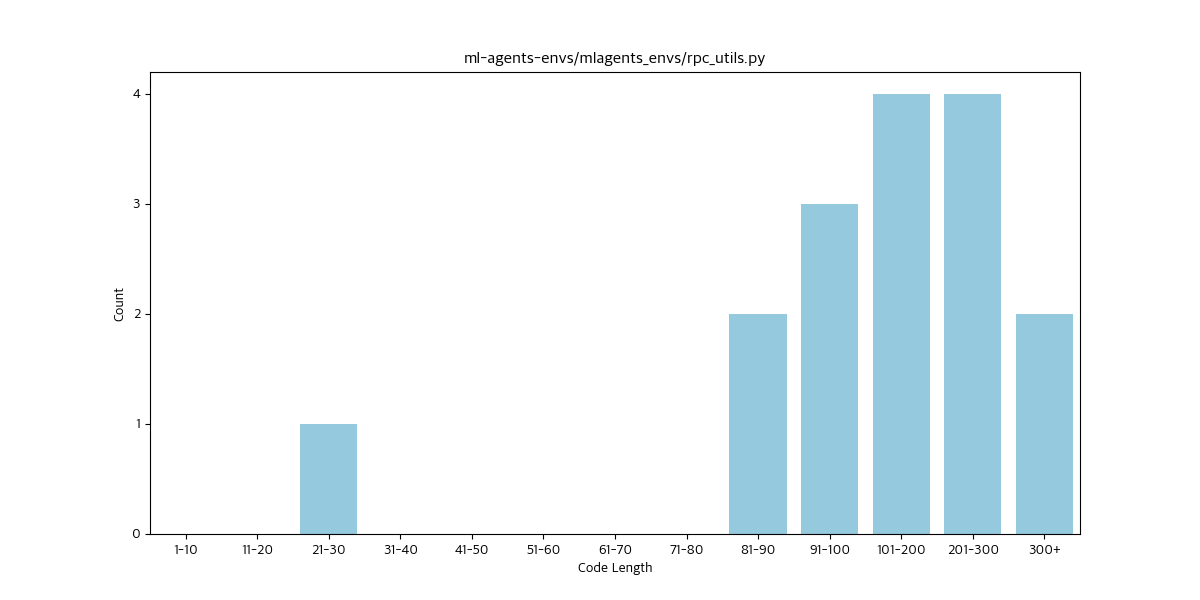 ml-agents-envs/mlagents_envs/rpc_utils.py
4
3
2
1
0
Count
1-10 11-20 21-30 31-40 41-50 51-60 61-70 71-80 81-90 91-100 101-200 201-300 300+
Code Length